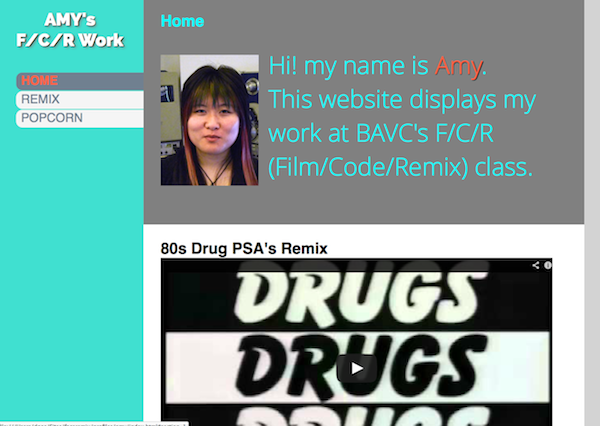 AMY's
F/C/R Work
HOME
REMIX
POPCORN
Home
Hi! my name is Amy.
This website displays my
work at BAVC's F/C/R
(Film/Code/Remix) class.
80s Drug PSA's Remix
DRUGS
DRUGS
DRUGS